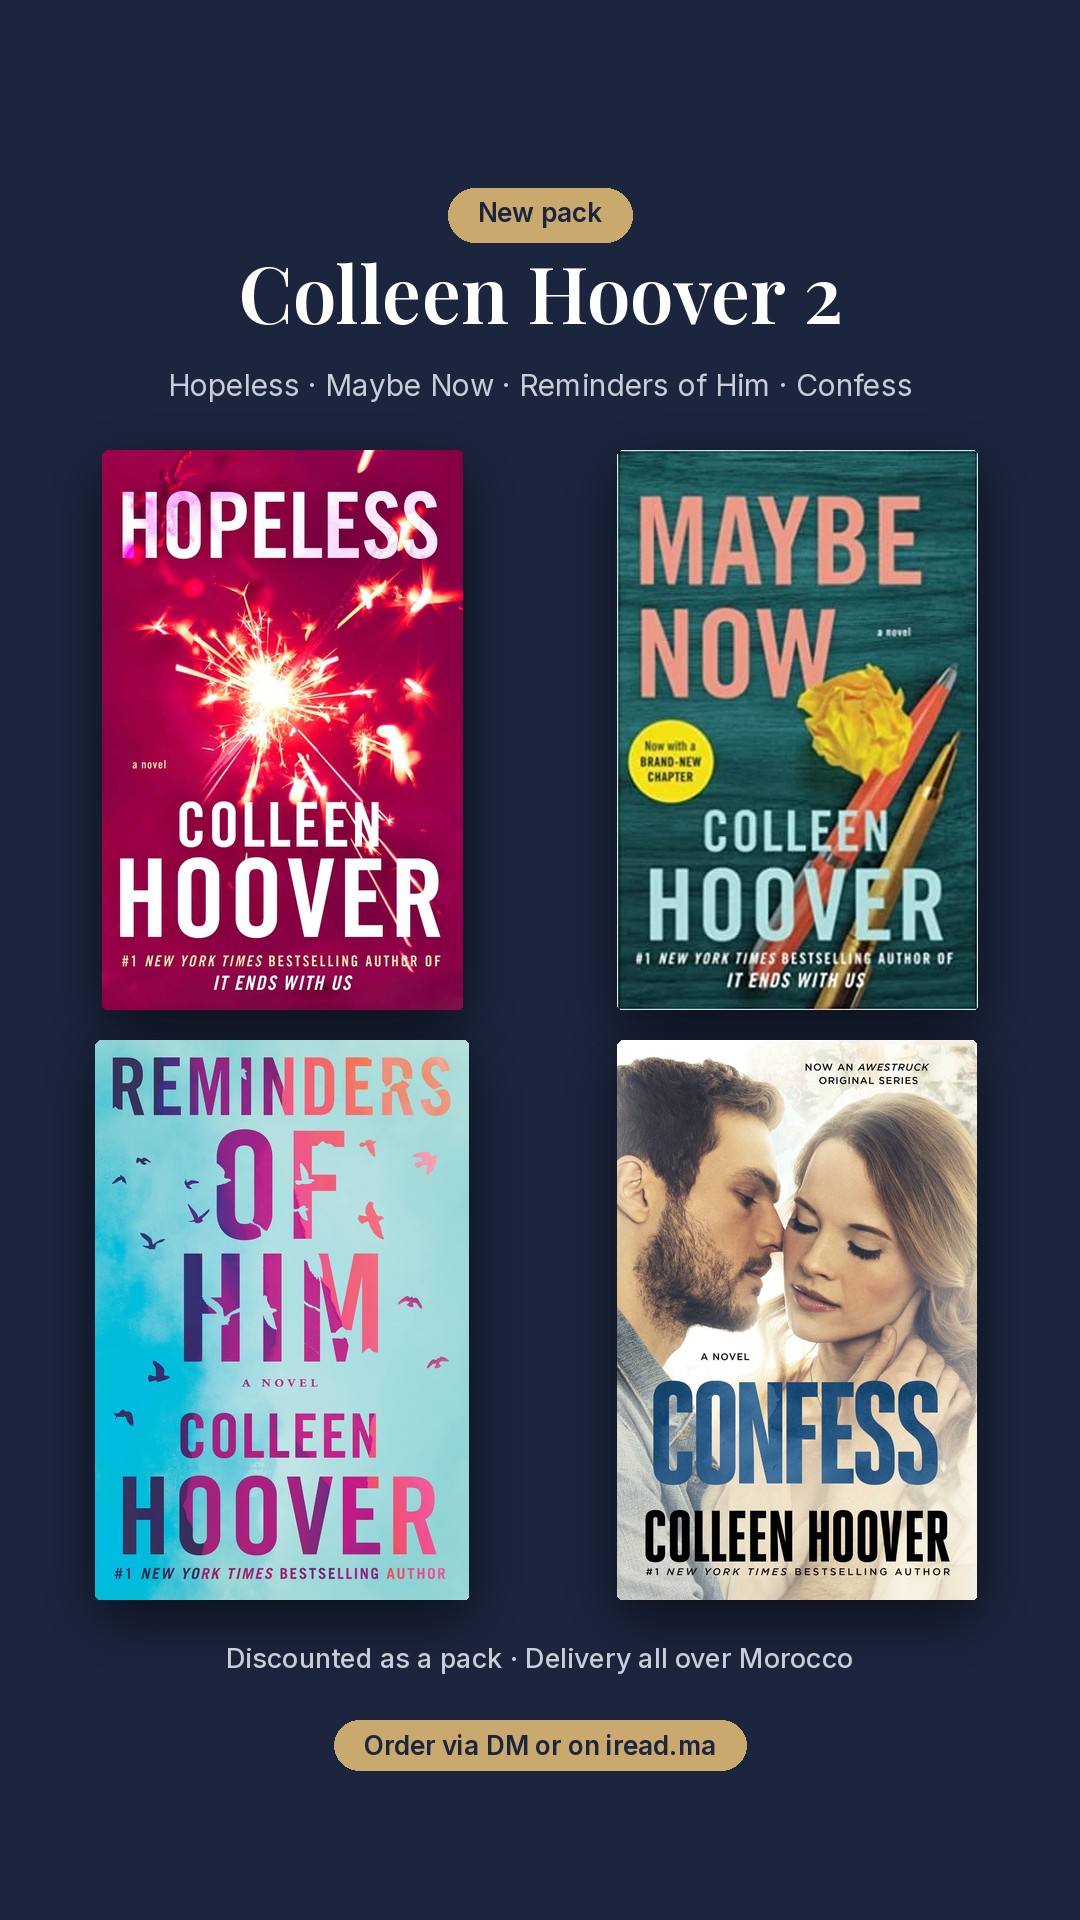 New pack
Colleen Hoover 2
Hopeless · Maybe Now · Reminders of Him · Confess
HOPELESS
a novel
COLLEEN
HOOVER
#1 NEW YORK TIMES BESTSELLING AUTHOR OF
IT ENDS WITH US
MAYBE
NOW
a novel
Now with a
BRAND-NEW
CHAPTER
COLLEEN
HOOVER
#1 NEW YORK TIMES BESTSELLING AUTHOR OF
IT ENDS WITH US
REMINDERS
OF
HIM
A NOVEL
COLLEEN
HOOVER
#1 NEW YORK TIMES BESTSELLING AUTHOR
NOW AN AWESTRUCK
ORIGINAL SERIES
A NOVEL
CONFESS
COLLEEN HOOVER
#1 NEW YORK TIMES BESTSELLING AUTHOR
Discounted as a pack · Delivery all over Morocco
Order via DM or on iread.ma